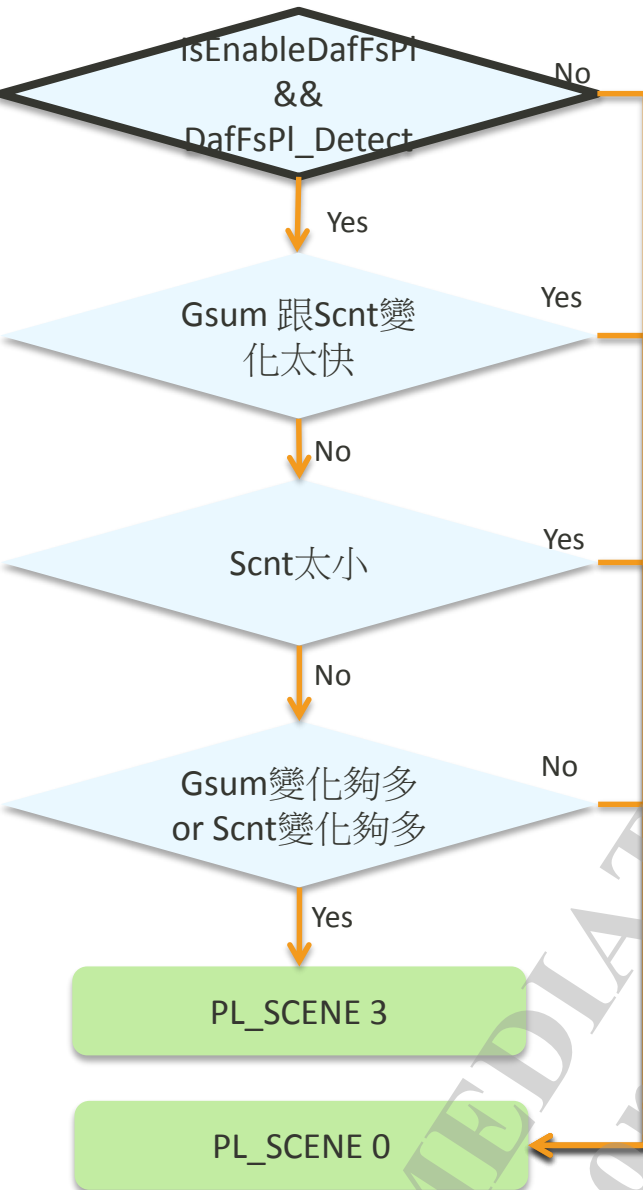 IsEnableDafFsPl
&&
DafFsPl_Detect
No
Yes
Gsum 跟Scnt變
化太快
Yes
No
Scnt太小
Yes
No
Gsum變化夠多
or Scnt變化夠多
No
Yes
PL_SCENE 3
PL_SCENE 0